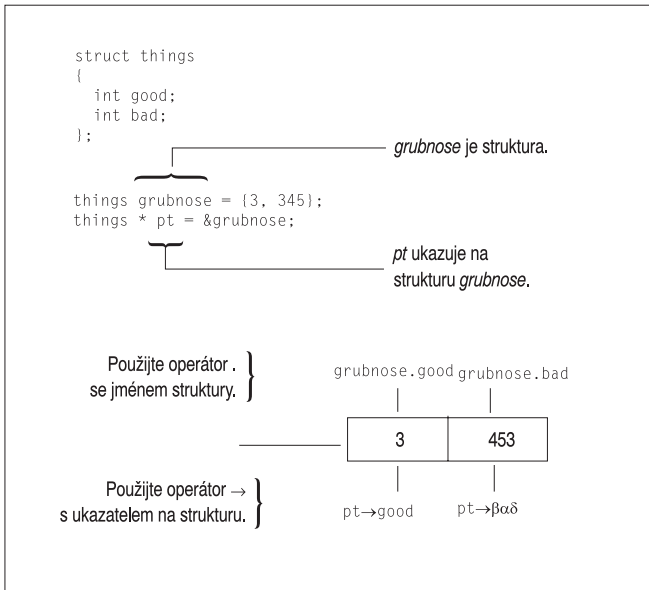 struct things
{
int good;
int bad;
};
grubnose je struktura.
things grubnose = {3, 345};
things * pt = &grubnose;
pt ukazuje na
strukturu grubnose.
Použijte operátor .
se jménem struktury.
grubnose.good grubnose.bad
3 453
Použijte operátor →
s ukazatelem na strukturu.
pt→good pt→βαδ